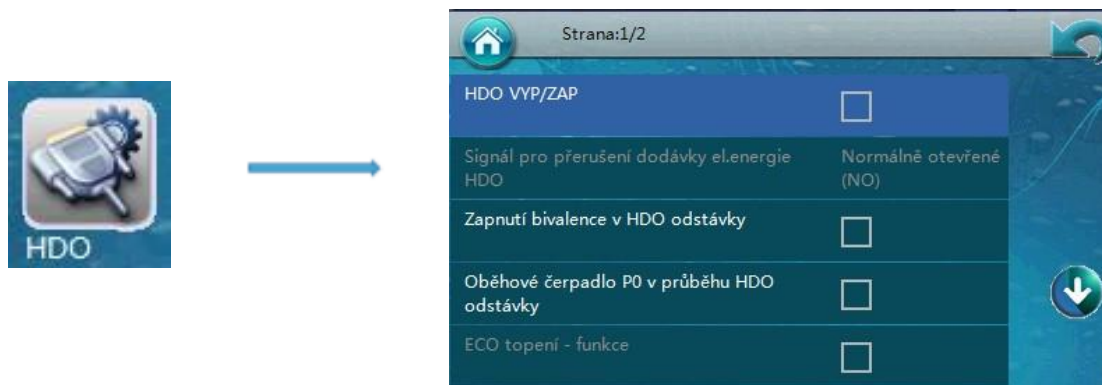 HDO
Strana:1/2
HDO VYP/ZAP
Signál pro přerušení dodávky el.energie
HDO
Normálně otevřené
(NO)
Zapnutí bivalence v HDO odstávky
Oběhové čerpadlo P0 v průběhu HDO
odstávky
ECO topení - funkce